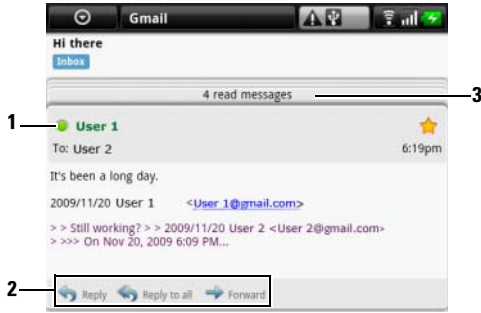 Gmail
Hi there
Inbox
4 read messages
3
1
User 1
To: User 2
6:19pm
It's been a long day.
2009/11/20 User 1 <User 1@gmail.com>
> > Still working? > > 2009/11/20 User 2 <User 2@gmail.com>
> >>> On Nov 20, 2009 6:09 PM...
2
Reply Reply to all Forward